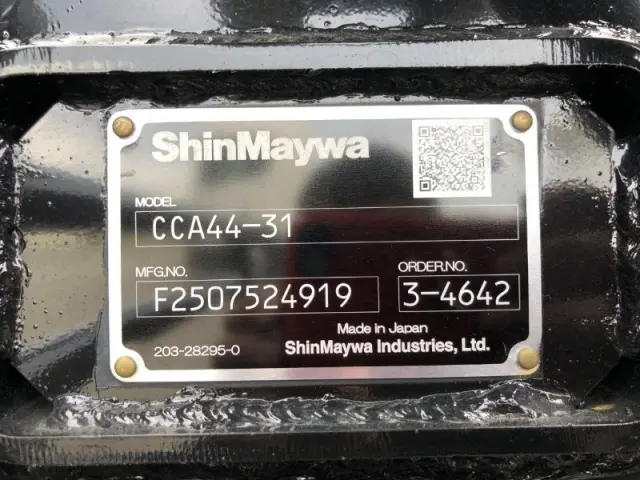 ShinMaywa
MODEL
CCA44-31
MFG.NO. ORDER.NO.
F2507524919 3-4642
Made in Japan
203-28295-0 ShinMaywa Industries, Ltd.